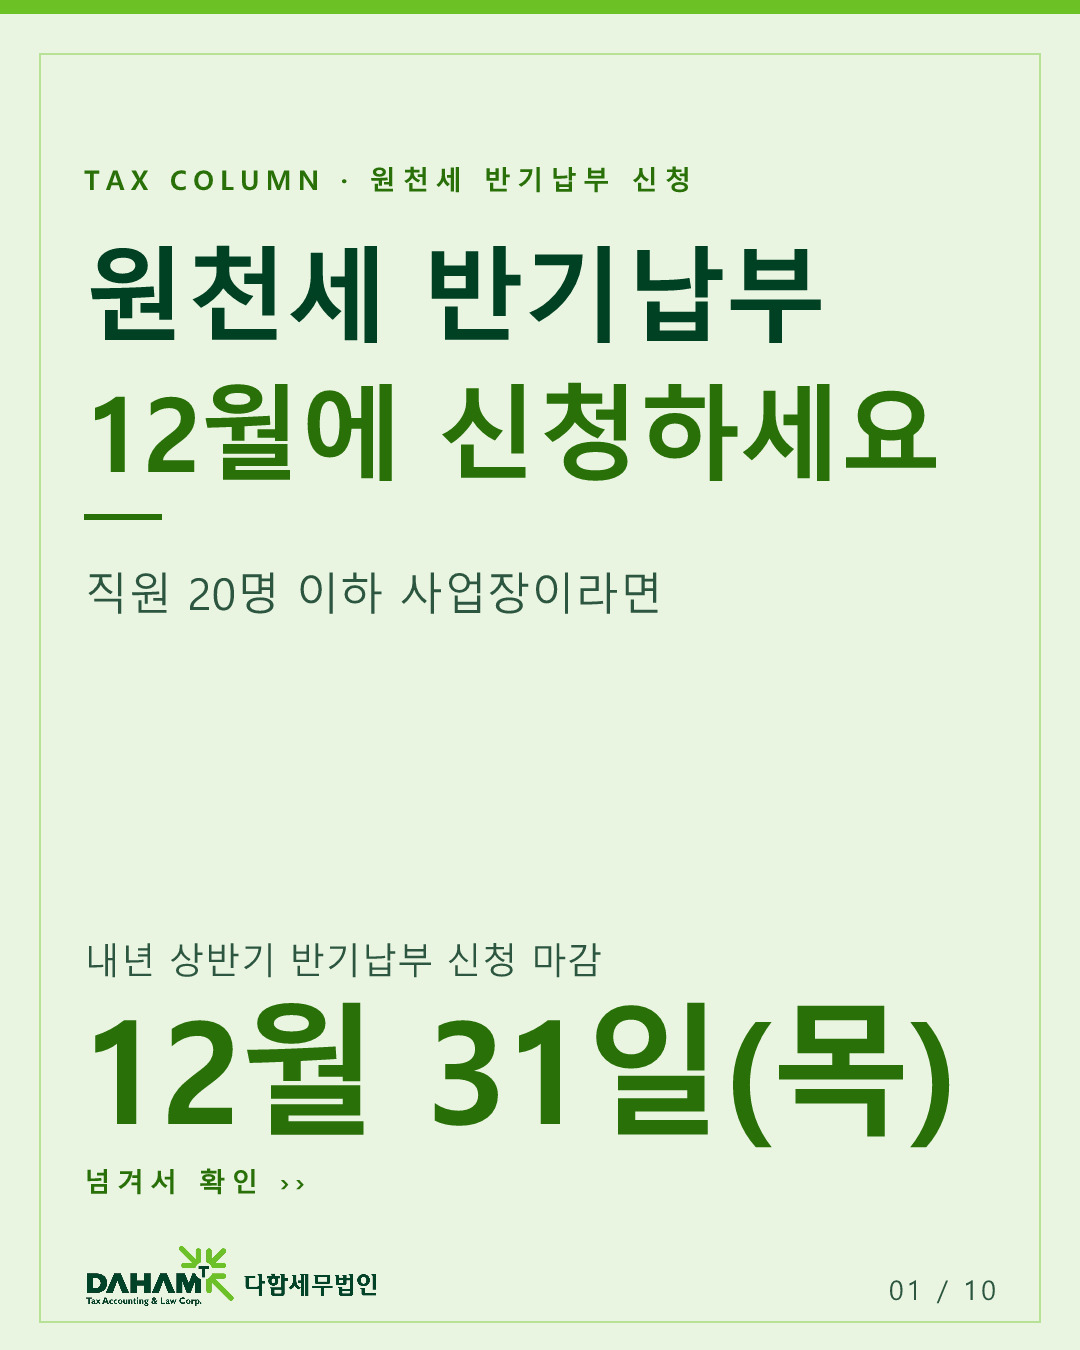 TAX COLUMN · 원천세 반기납부 신청
원천세 반기납부
12월에 신청하세요
직원 20명 이하 사업장이라면
내년 상반기 반기납부 신청 마감
12월 31일(목)
넘겨서 확인 ››
DAHAM T 다함세무법인
Tax Accounting & Law Corp.
01 / 10